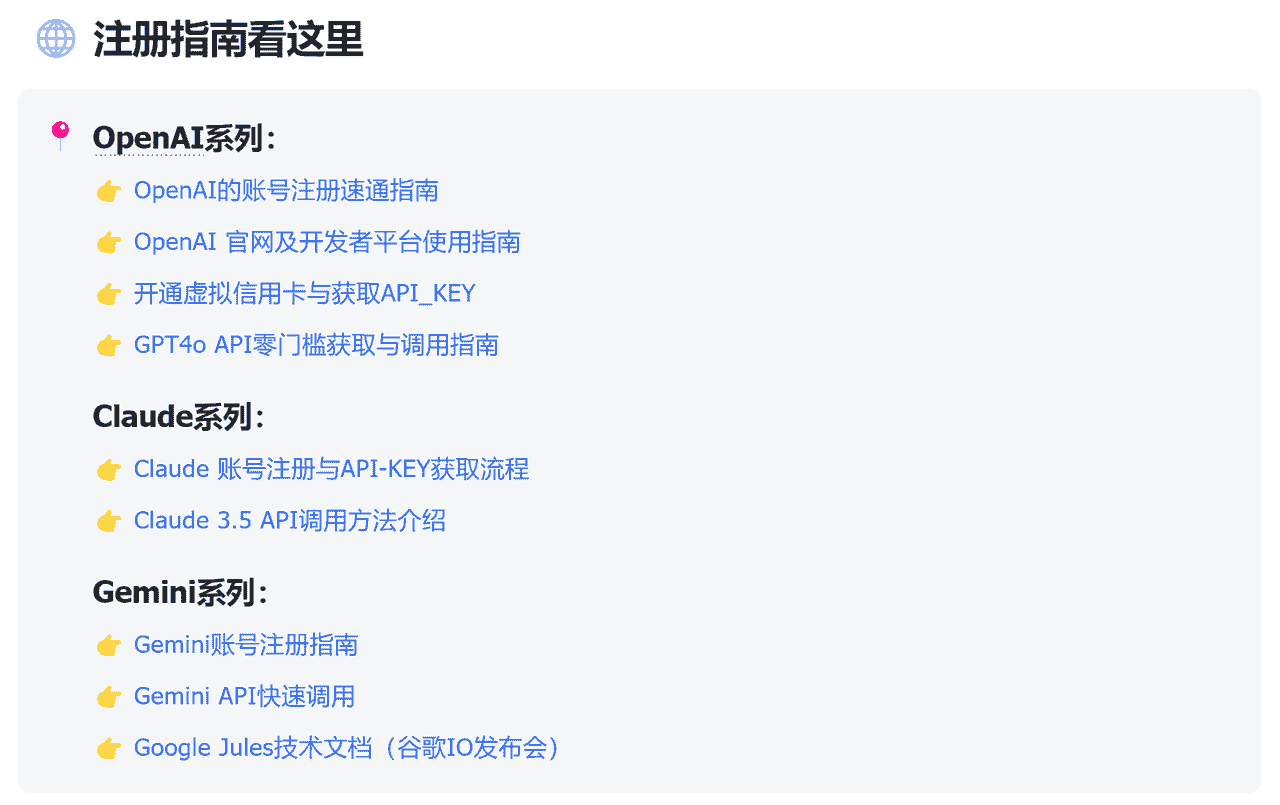 注册指南看这里
OpenAI系列：
OpenAI的账号注册速通指南
OpenAI 官网及开发者平台使用指南
开通虚拟信用卡与获取API_KEY
GPT4o API零门槛获取与调用指南
Claude系列：
Claude 账号注册与API-KEY获取流程
Claude 3.5 API调用方法介绍
Gemini系列：
Gemini账号注册指南
Gemini API快速调用
Google Jules技术文档（谷歌IO发布会）